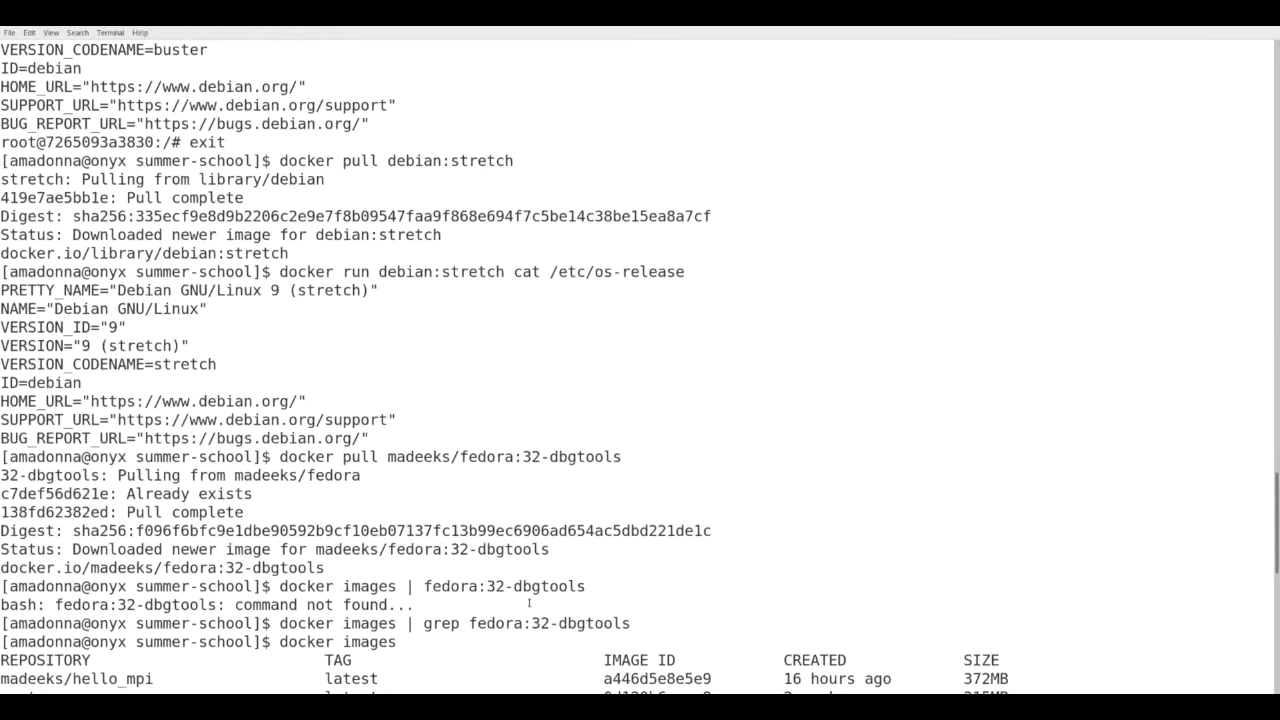 File Edit View Search Terminal Help
VERSION_CODENAME=buster
ID=debian
HOME_URL="https://www.debian.org/"
SUPPORT_URL="https://www.debian.org/support"
BUG_REPORT_URL="https://bugs.debian.org/"
root@7265093a3830:/# exit
[amadonna@onyx summer-school]$ docker pull debian:stretch
stretch: Pulling from library/debian
419e7ae5bb1e: Pull complete
Digest: sha256:335ecf9e8d9b2206c2e9e7f8b09547faa9f868e694f7c5be14c38be15ea8a7cf
Status: Downloaded newer image for debian:stretch
docker.io/library/debian:stretch
[amadonna@onyx summer-school]$ docker run debian:stretch cat /etc/os-release
PRETTY_NAME="Debian GNU/Linux 9 (stretch)"
NAME="Debian GNU/Linux"
VERSION_ID="9"
VERSION="9 (stretch)"
VERSION_CODENAME=stretch
ID=debian
HOME_URL="https://www.debian.org/"
SUPPORT_URL="https://www.debian.org/support"
BUG_REPORT_URL="https://bugs.debian.org/"
[amadonna@onyx summer-school]$ docker pull madeeks/fedora:32-dbgtools
32-dbgtools: Pulling from madeeks/fedora
c7def56d621e: Already exists
138fd62382ed: Pull complete
Digest: sha256:f096f6bfc9e1dbe90592b9cf10eb07137fc13b99ec6906ad654ac5dbd221de1c
Status: Downloaded newer image for madeeks/fedora:32-dbgtools
docker.io/madeeks/fedora:32-dbgtools
[amadonna@onyx summer-school]$ docker images | fedora:32-dbgtools
bash: fedora:32-dbgtools: command not found...
[amadonna@onyx summer-school]$ docker images | grep fedora:32-dbgtools
[amadonna@onyx summer-school]$ docker images
REPOSITORY TAG IMAGE ID CREATED SIZE
madeeks/hello_mpi latest a446d5e8e5e9 16 hours ago 372MB